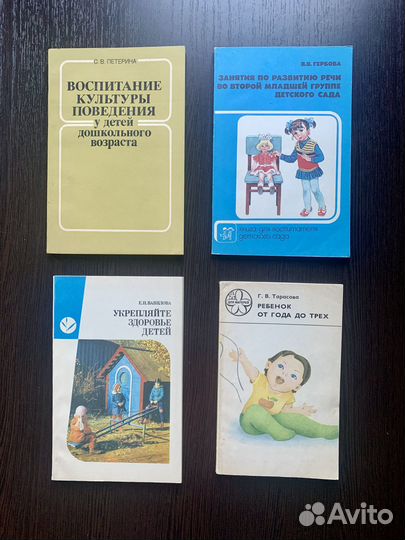 С. В. ПЕТЕРИНА
ВОСПИТАНИЕ
КУЛЬТУРЫ
ПОВЕДЕНИЯ
у детей
дошкольного
возраста
В.В. ГЕРБОВА
ЗАНЯТИЯ ПО РАЗВИТИЮ РЕЧИ
ВО ВТОРОЙ МЛАДШЕЙ ГРУППЕ
ДЕТСКОГО САДА
книга для воспитателя
детского сада
Е.Н.ВАВИЛОВА
УКРЕПЛЯЙТЕ
ЗДОРОВЬЕ
ДЕТЕЙ
Г. В. Тарасова
РЕБЕНОК
ОТ ГОДА ДО ТРЕХ
Avito